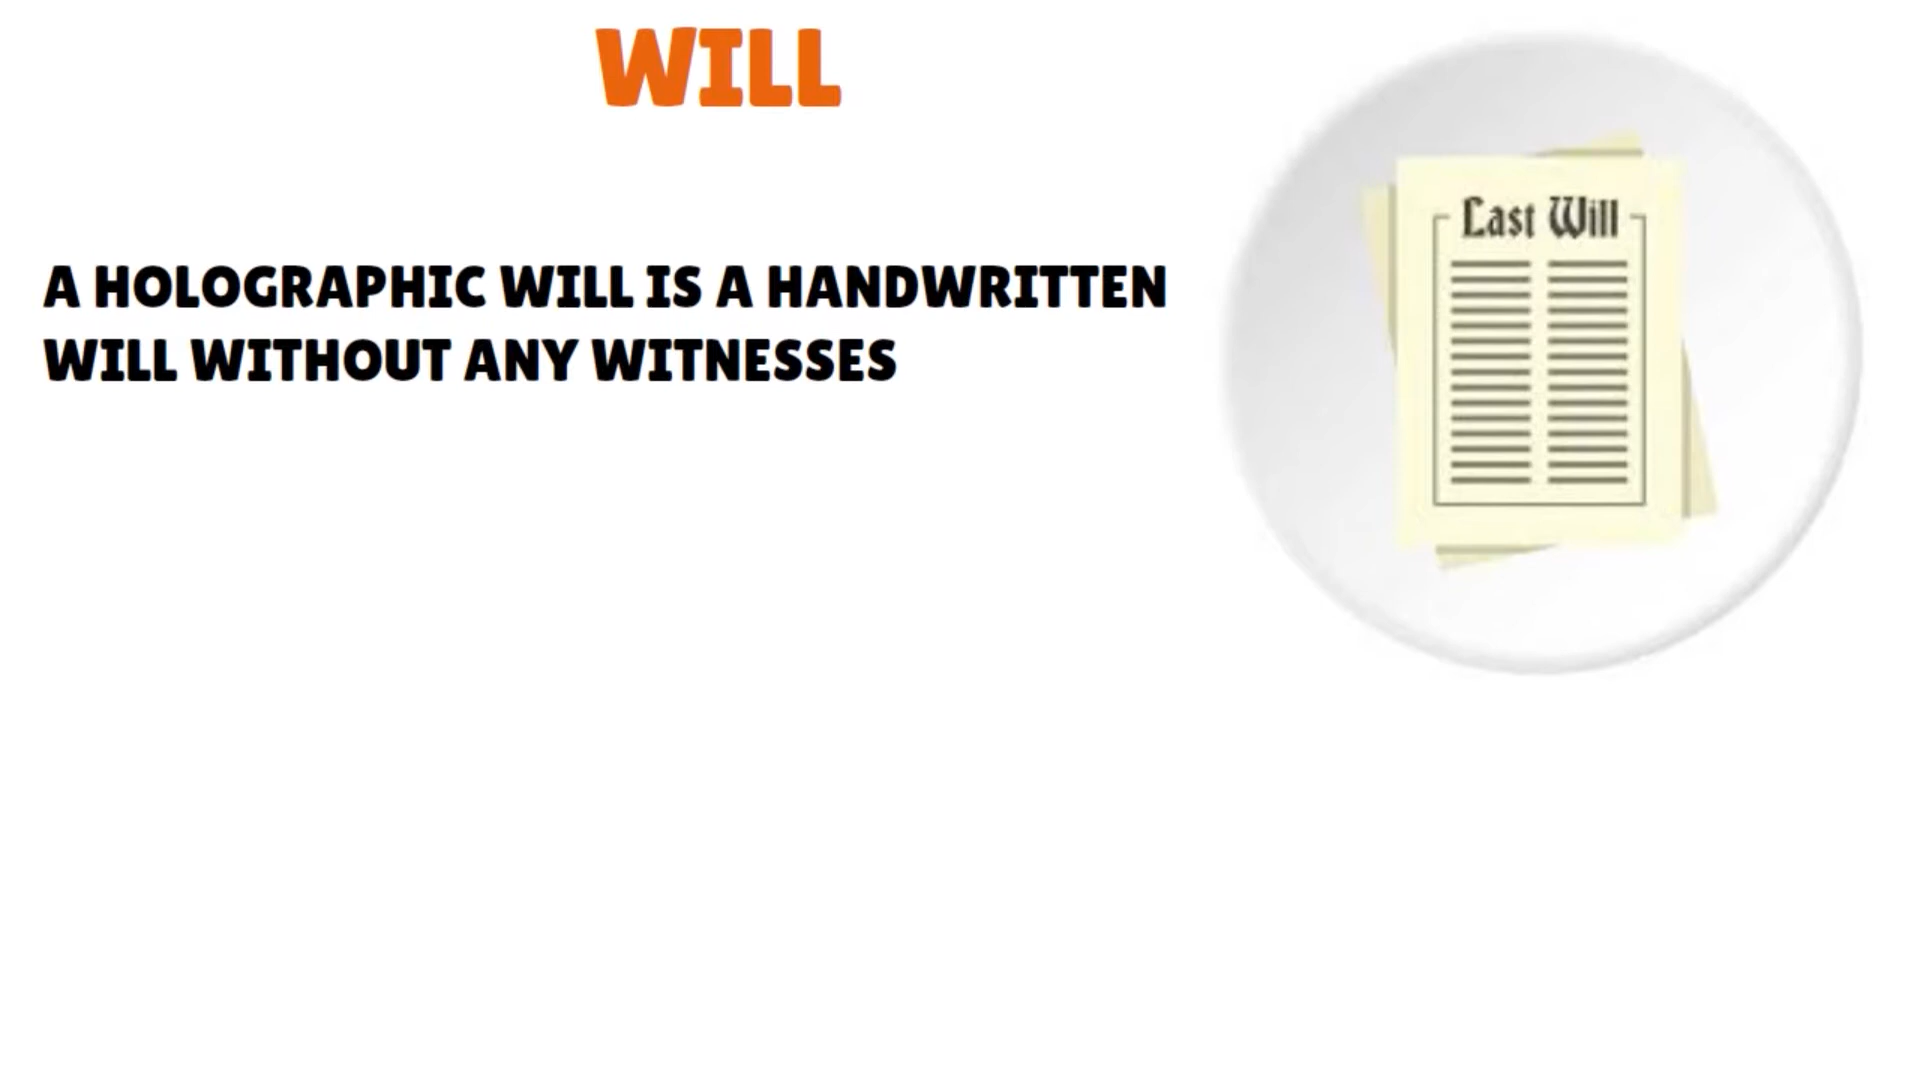 WILL
A HOLOGRAPHIC WILL IS A HANDWRITTEN
WILL WITHOUT ANY WITNESSES
Last Will